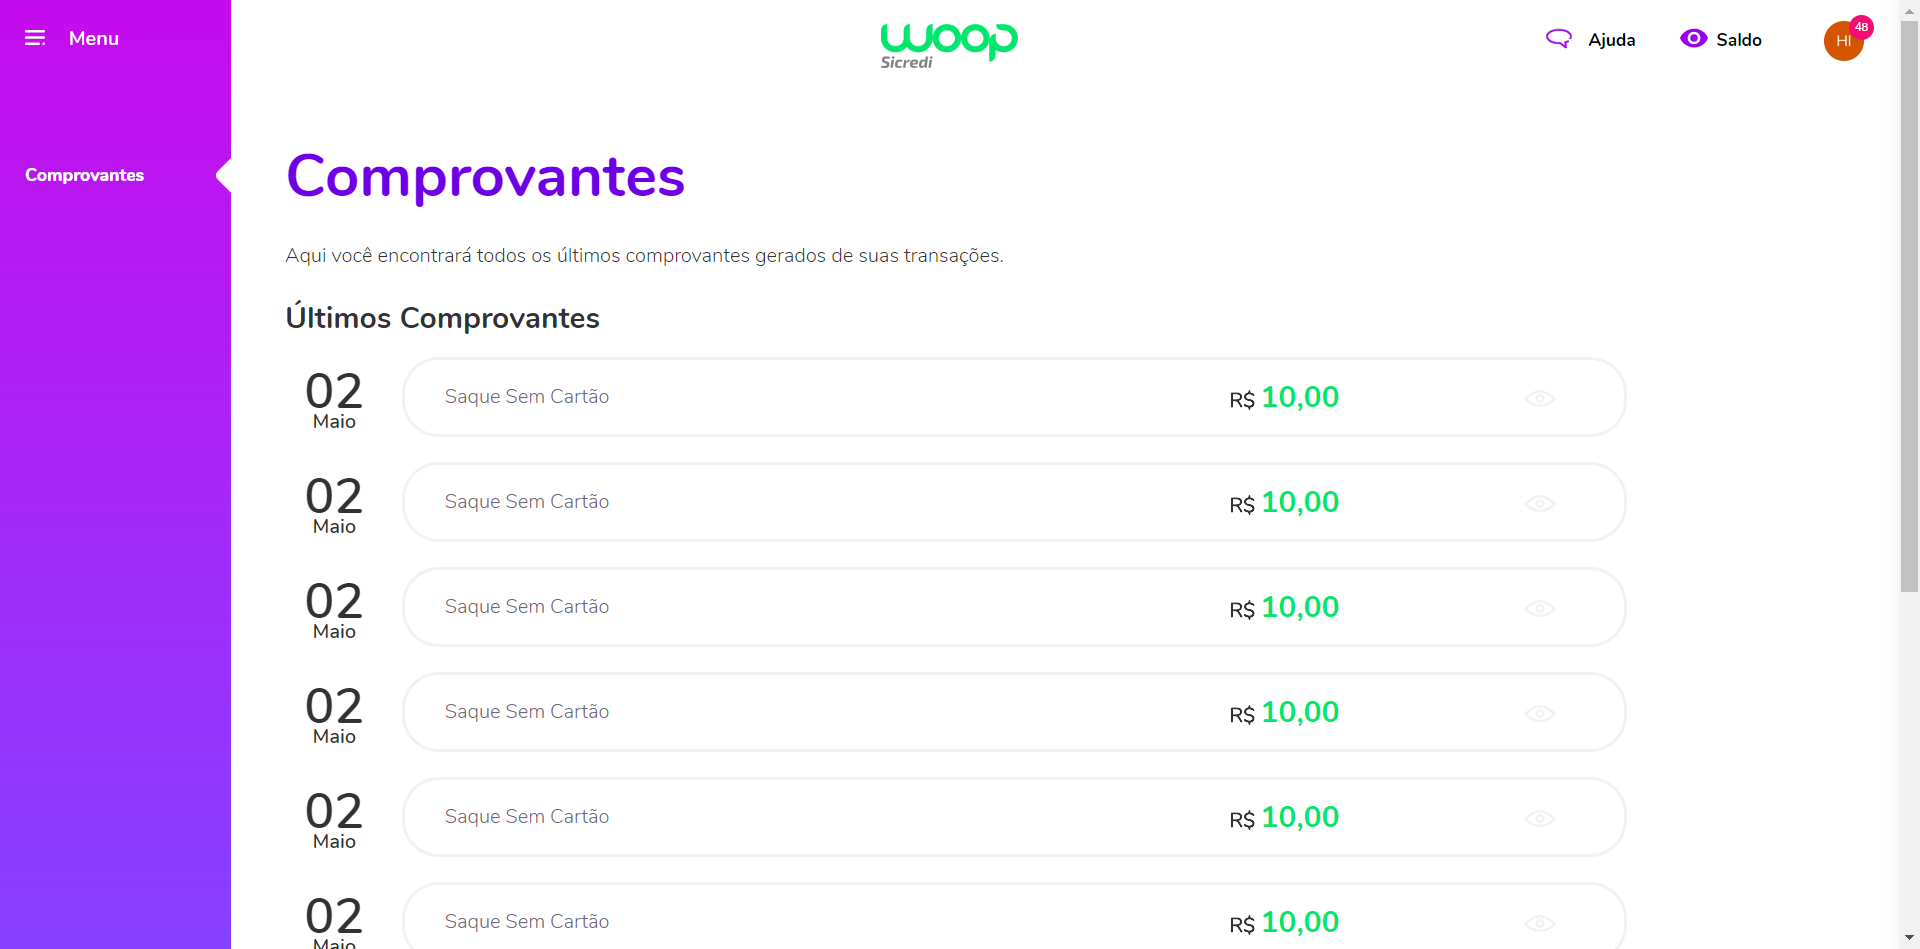 Menu
woop
Sicredi
Ajuda
Saldo
HI
48
Comprovantes
Comprovantes
Aqui você encontrará todos os últimos comprovantes gerados de suas transações.
Últimos Comprovantes
02
Maio
Saque Sem Cartão
R$ 10,00
02
Maio
Saque Sem Cartão
R$ 10,00
02
Maio
Saque Sem Cartão
R$ 10,00
02
Maio
Saque Sem Cartão
R$ 10,00
02
Maio
Saque Sem Cartão
R$ 10,00
02
Maio
Saque Sem Cartão
R$ 10,00